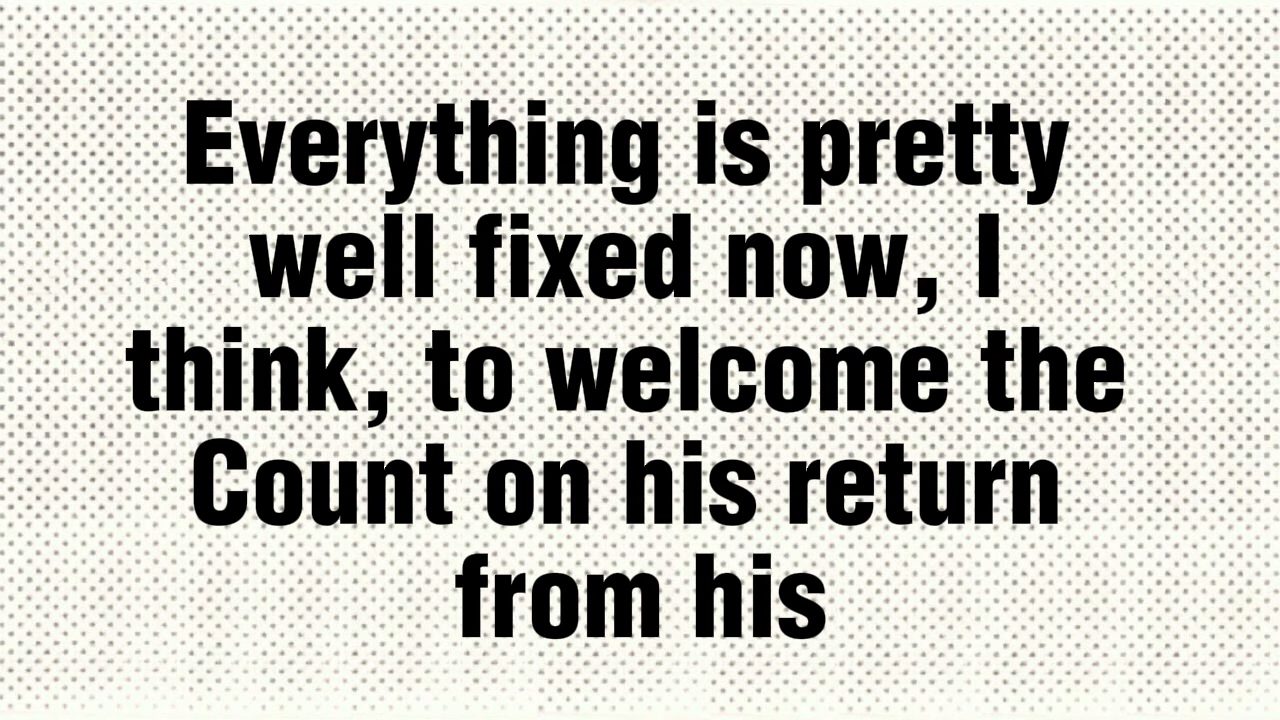 Everything is pretty
well fixed now, I
think, to welcome the
Count on his return
from his